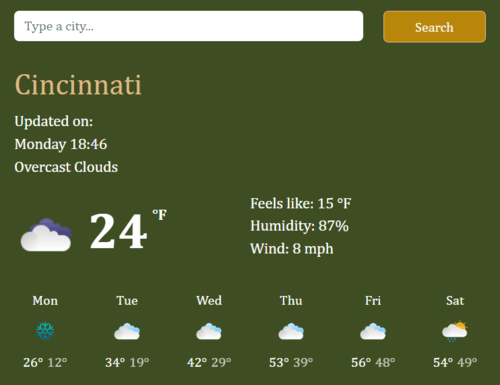 Type a city...
Search
Cincinnati
Updated on:
Monday 18:46
Overcast Clouds
24 °F
Feels like: 15 °F
Humidity: 87%
Wind: 8 mph
Mon Tue Wed Thu Fri Sat
26° 12° 34° 19° 42° 29° 53° 39° 56° 48° 54° 49°